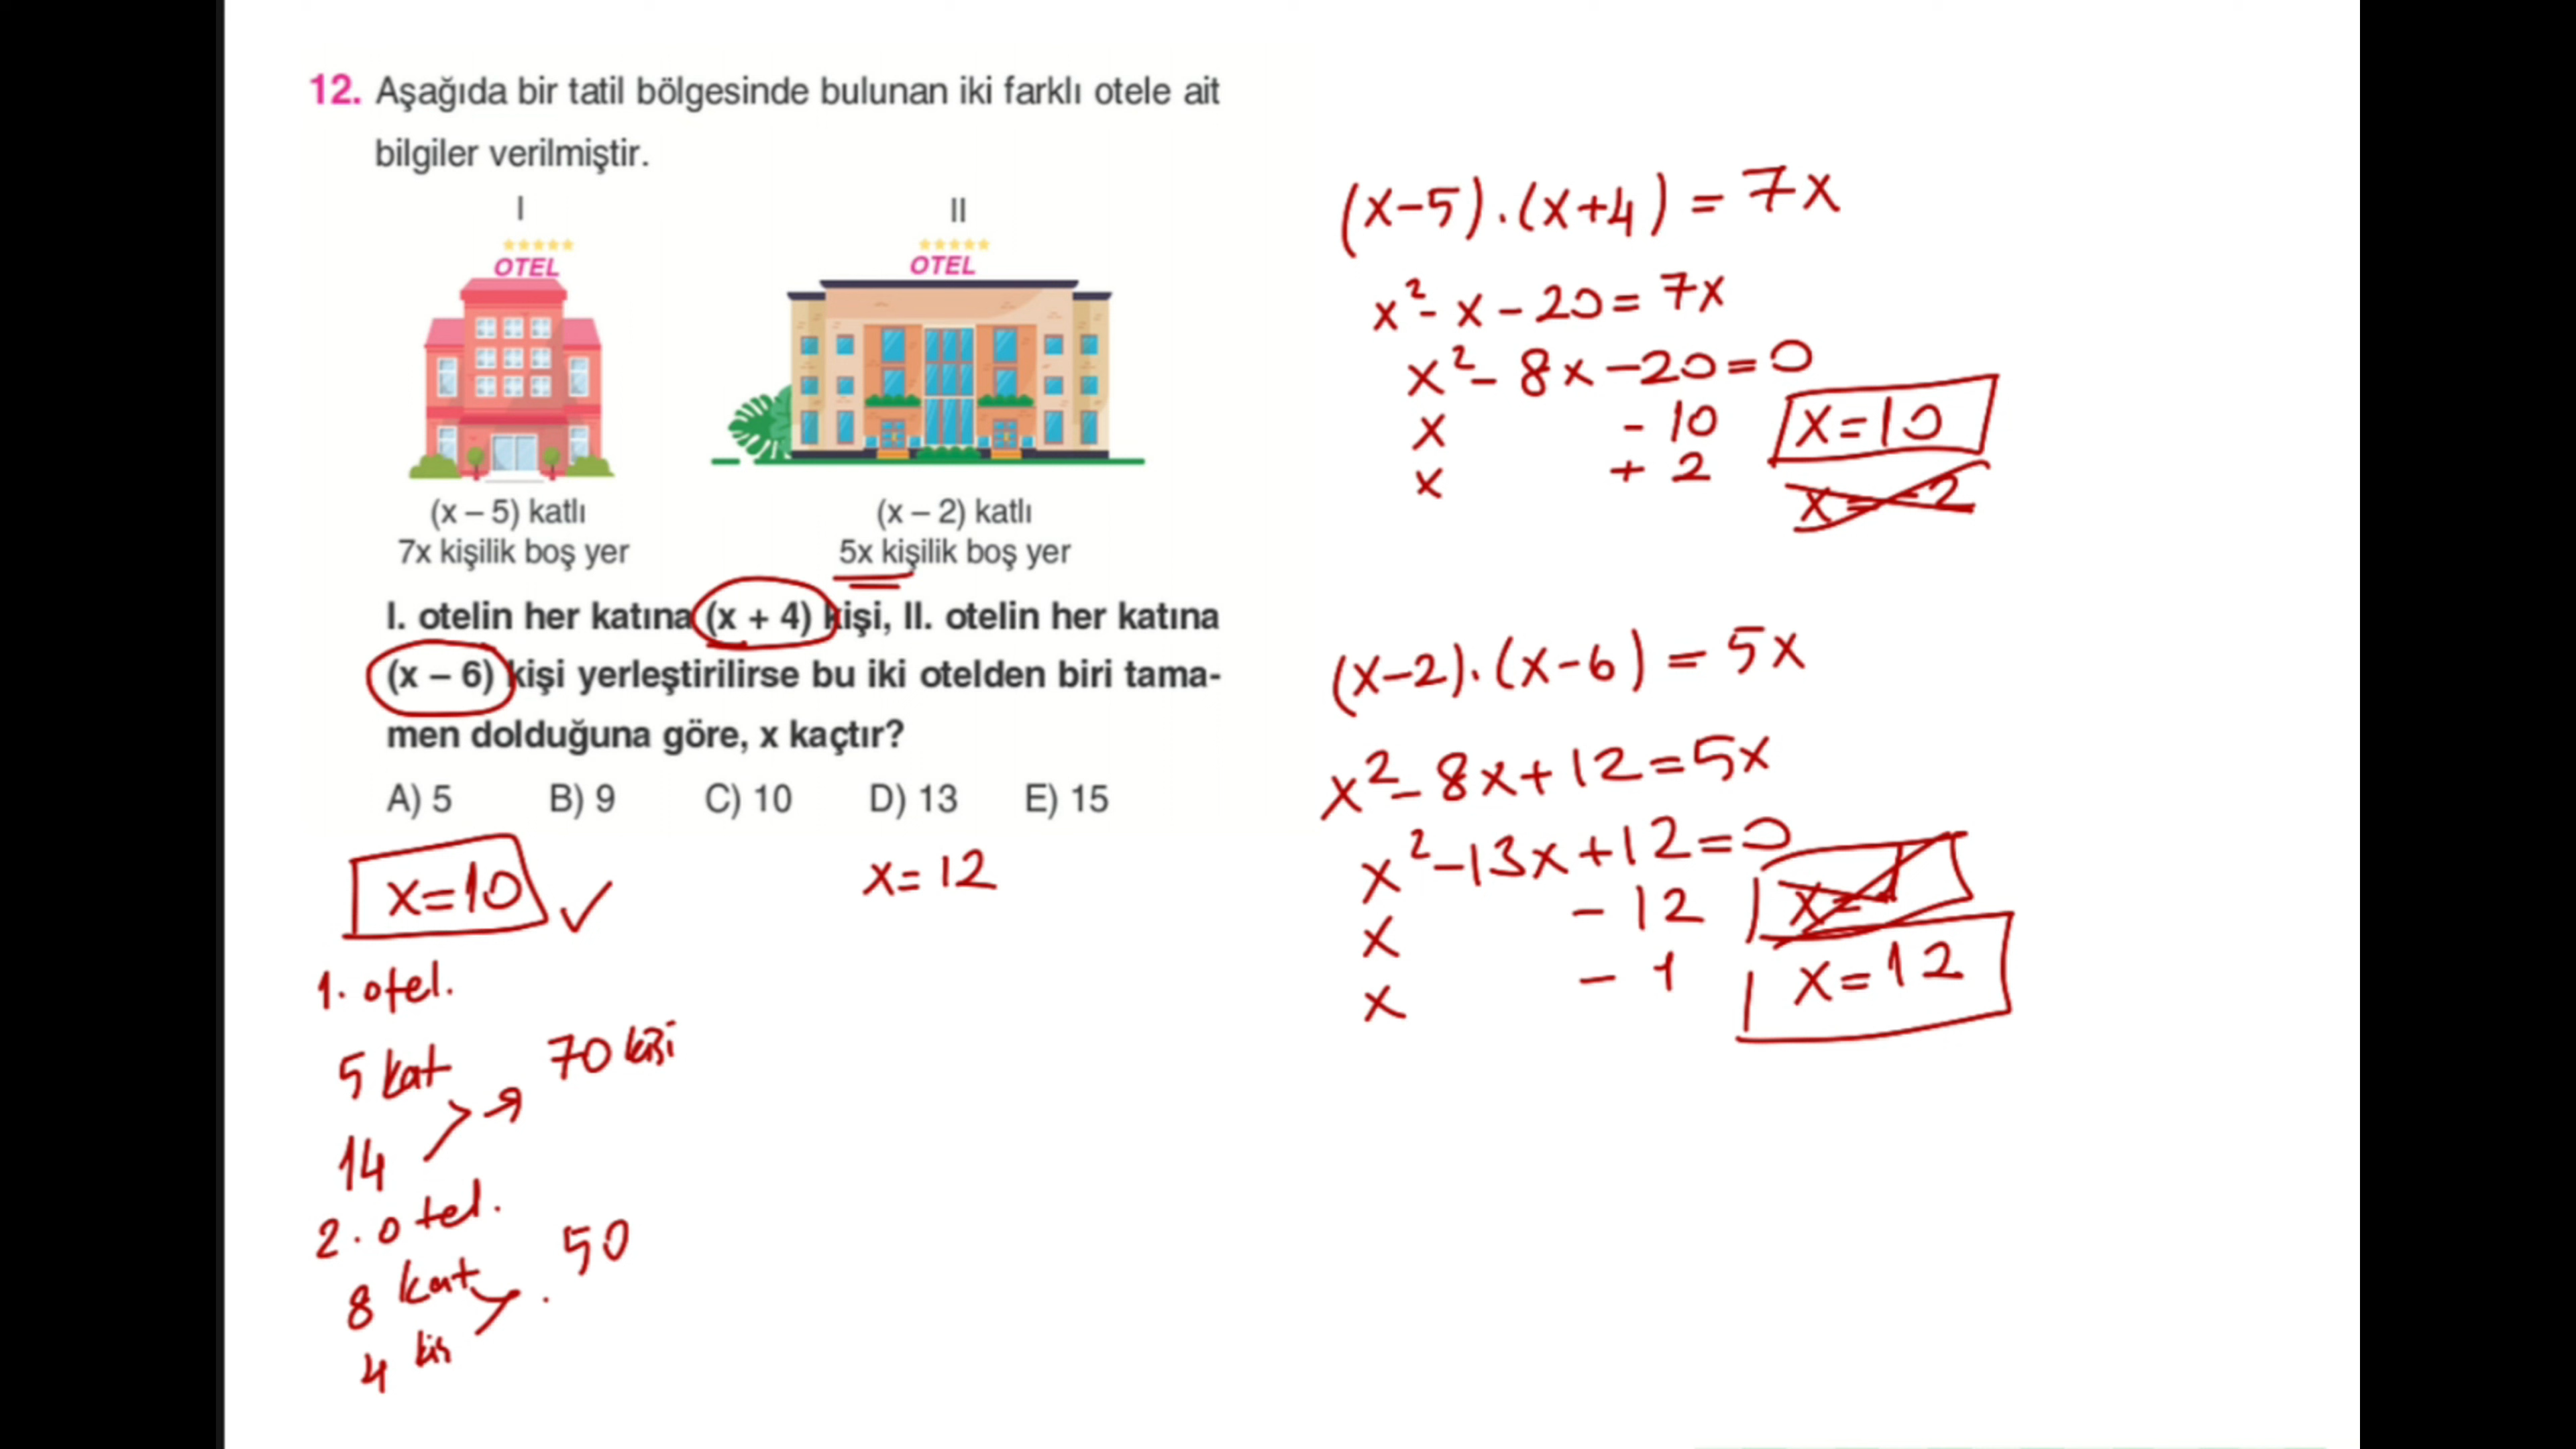 12. Aşağıda bir tatil bölgesinde bulunan iki farklı otele ait
bilgiler verilmiştir.
I
II
OTEL
OTEL
(x – 5) katlı
7x kişilik boş yer
(x – 2) katlı
5x kişilik boş yer
I. otelin her katına (x + 4) kişi, II. otelin her katına
(x – 6) kişi yerleştirilirse bu iki otelden biri tama-
men dolduğuna göre, x kaçtır?
A) 5 B) 9 C) 10 D) 13 E) 15
x=10 ✓
x=12
1. otel.
5 kat
14
70 kişi
2. otel.
8 kat
4
50
(x-5).(x+4) = 7x
x²-x-20=7x
x²-8x-20=0
x -10
x +2
x=10
x=-2
(x-2).(x-6) = 5x
x²-8x+12=5x
x²-13x+12=0
x -12
x -1
x=1
x=12